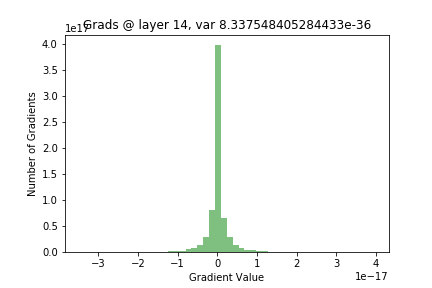 Grads @ layer 14, var 8.337548405284433e-36
1e17
4.0
3.5
3.0
2.5
2.0
1.5
1.0
0.5
0.0
Number of Gradients
−3 −2 −1 0 1 2 3 4
1e−17
Gradient Value